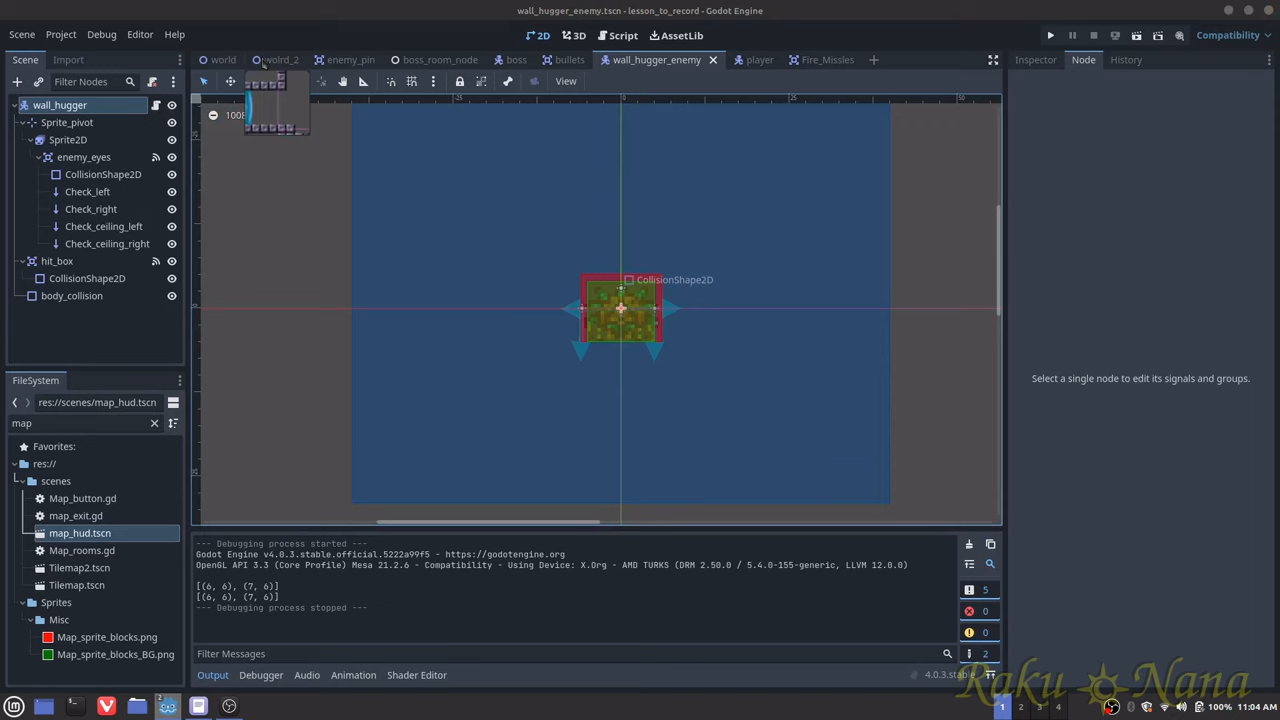 wall_hugger_enemy.tscn - lesson_to_record - Godot Engine
Scene Project Debug Editor Help
2D 3D Script AssetLib
Compatibility
Scene Import
world wolrd_2 enemy_pin boss_room_node boss bullets wall_hugger_enemy player Fire_Missles
Inspector Node History
Filter Nodes
View
wall_hugger
Sprite_pivot
Sprite2D
enemy_eyes
CollisionShape2D
Check_left
Check_right
Check_ceiling_left
Check_ceiling_right
hit_box
CollisionShape2D
body_collision
CollisionShape2D
Select a single node to edit its signals and groups.
FileSystem
res://scenes/map_hud.tscn
map
Favorites:
res://
scenes
Map_button.gd
map_exit.gd
map_hud.tscn
Map_rooms.gd
Tilemap2.tscn
Tilemap.tscn
Sprites
Misc
Map_sprite_blocks.png
Map_sprite_blocks_BG.png
--- Debugging process started ---
Godot Engine v4.0.3.stable.official.5222a99f5 - https://godotengine.org
OpenGL API 3.3 (Core Profile) Mesa 21.2.6 - Compatibility - Using Device: X.Org - AMD TURKS (DRM 2.50.0 / 5.4.0-155-generic, LLVM 12.0.0)
[(6, 6), (7, 6)]
[(6, 6), (7, 6)]
--- Debugging process stopped ---
5
0
0
2
Filter Messages
Output Debugger Audio Animation Shader Editor
4.0.3.stable
Raku Nana
1 2 3 4
100% 11:04 AM